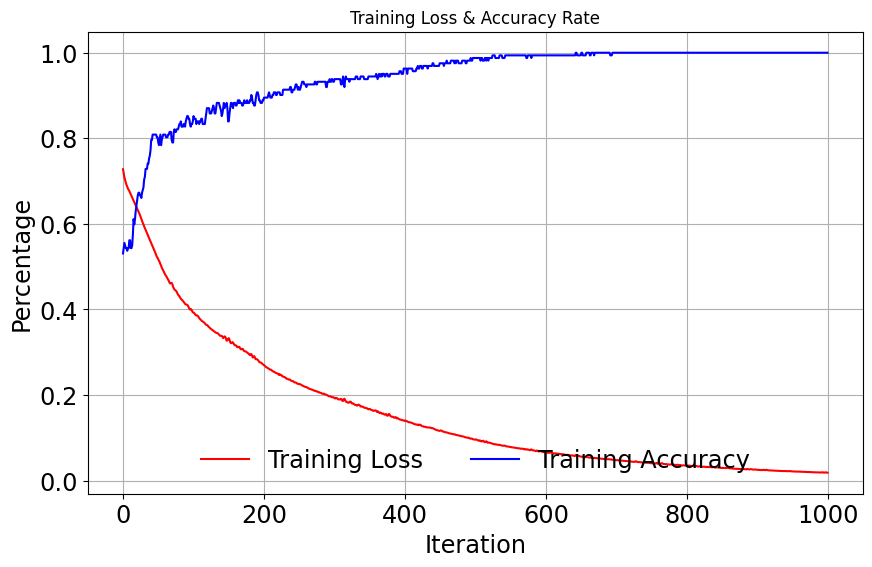 Training Loss & Accuracy Rate
1.0
0.8
0.6
0.4
0.2
0.0
Percentage
Training Loss
Training Accuracy
0 200 400 600 800 1000
Iteration